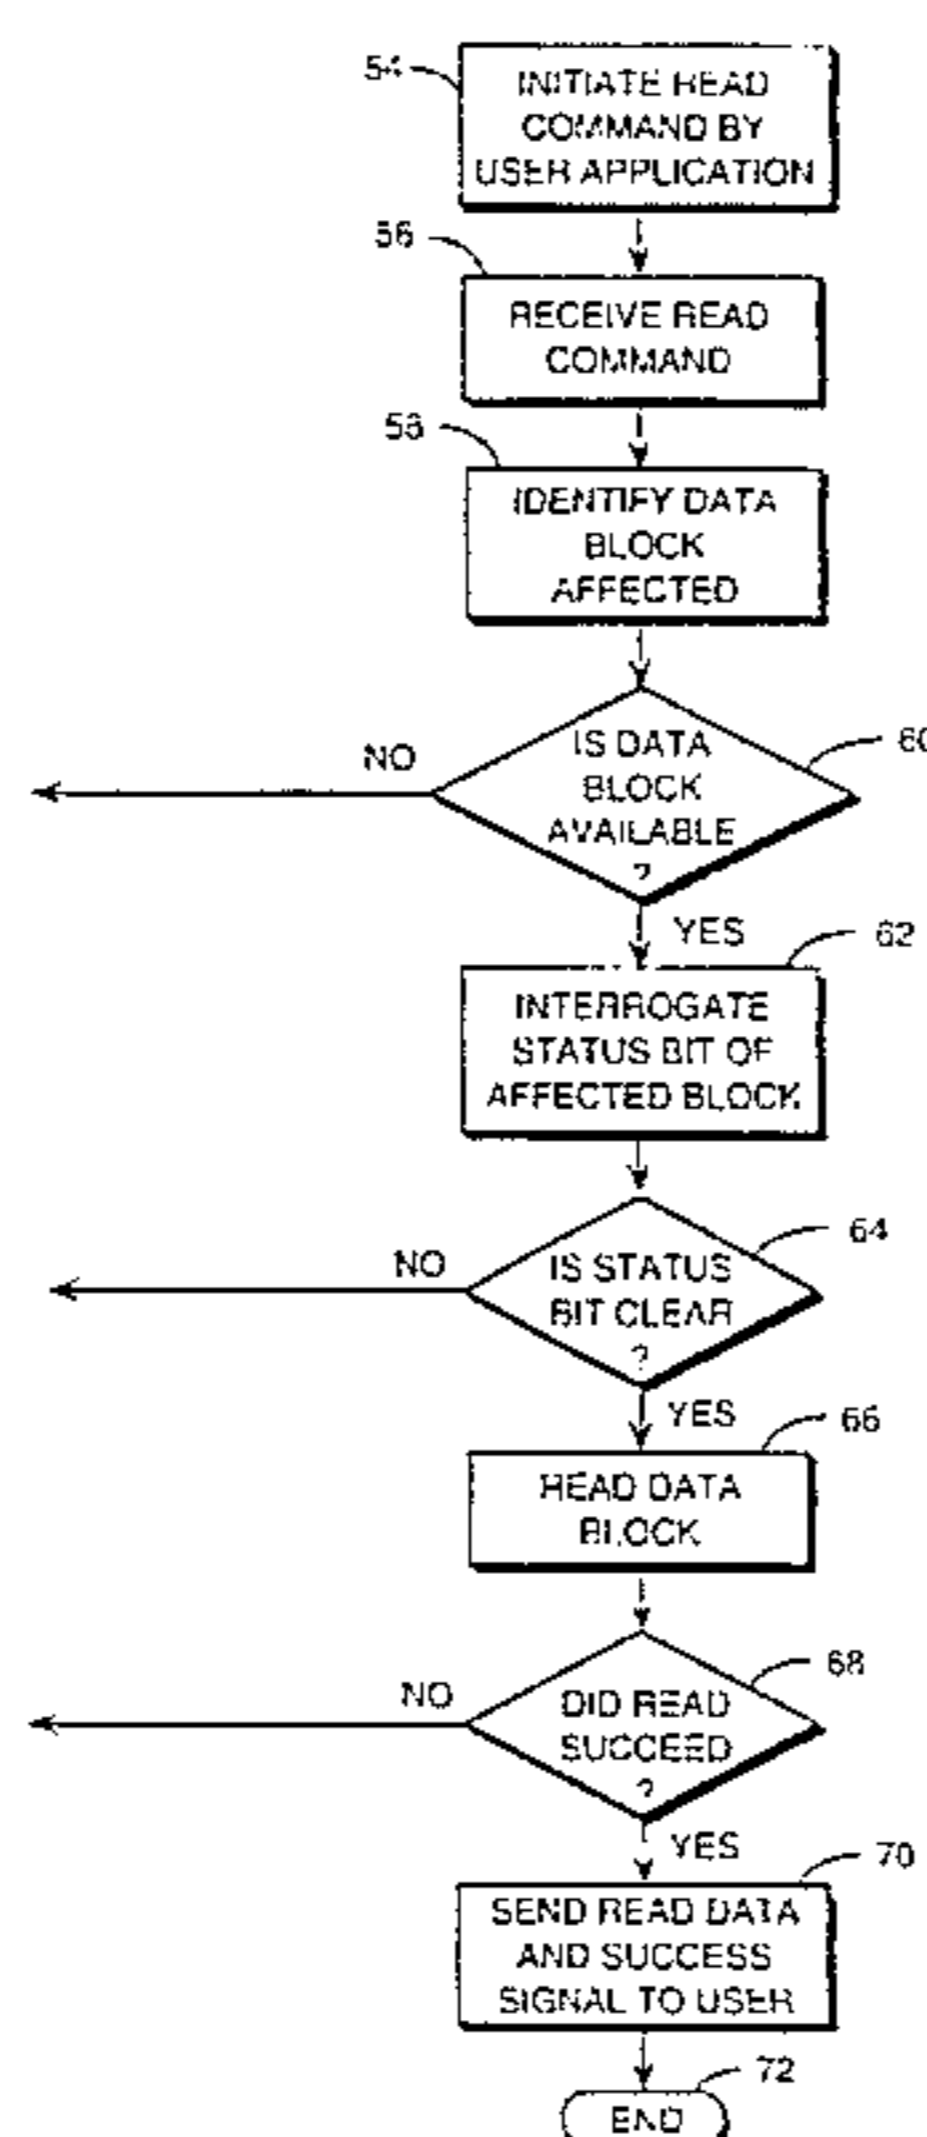 54
INITIATE READ
COMMAND BY
USER APPLICATION
56
RECEIVE READ
COMMAND
58
IDENTIFY DATA
BLOCK
AFFECTED
IS DATA
BLOCK
AVAILABLE
?
60
NO
YES
62
INTERROGATE
STATUS BIT OF
AFFECTED BLOCK
64
NO
IS STATUS
BIT CLEAR
?
YES
66
READ DATA
BLOCK
68
NO
DID READ
SUCCEED
?
YES
70
SEND READ DATA
AND SUCCESS
SIGNAL TO USER
72
END